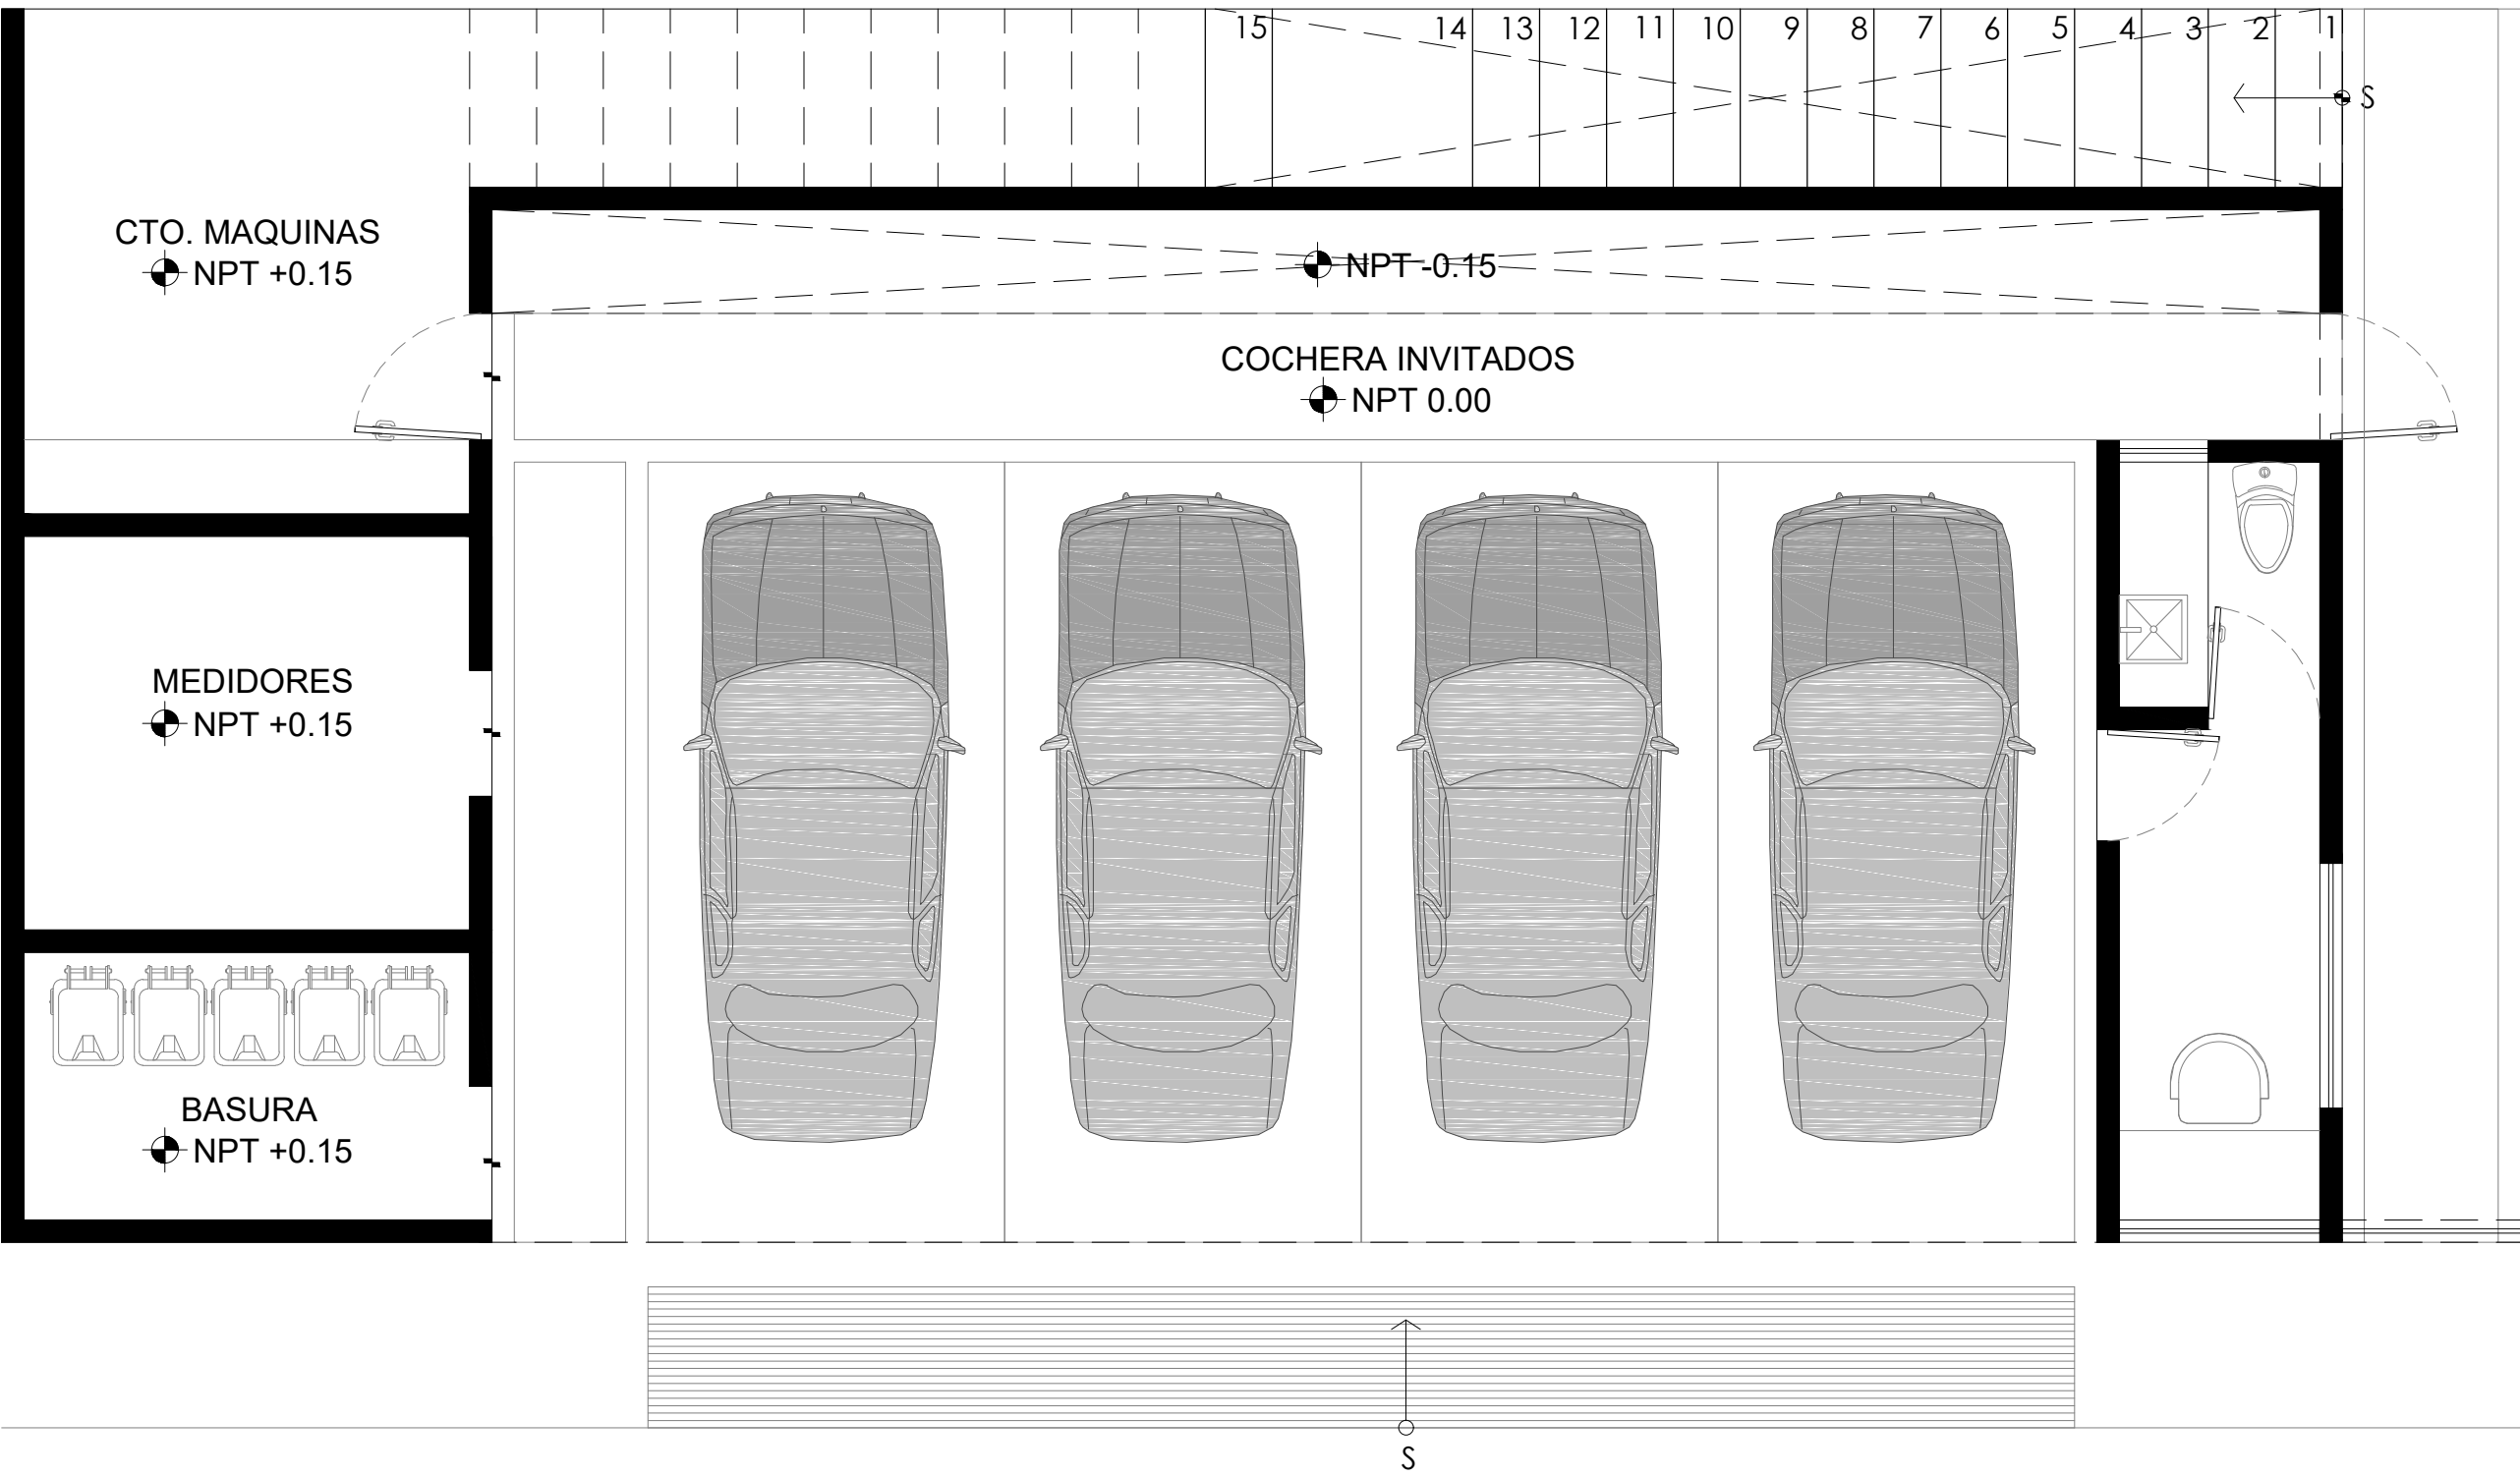 15 14 13 12 11 10 9 8 7 6 5 4 3 2 1
S
CTO. MAQUINAS
NPT +0.15
NPT -0.15
COCHERA INVITADOS
NPT 0.00
MEDIDORES
NPT +0.15
BASURA
NPT +0.15
S